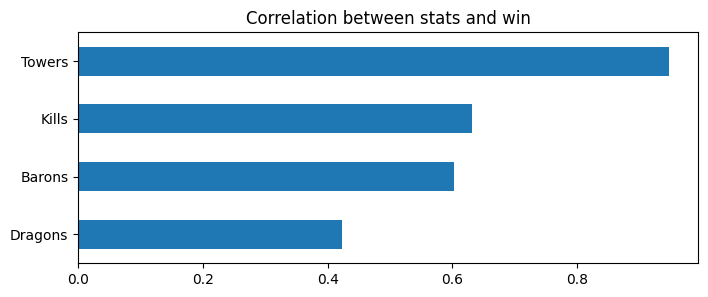 Correlation between stats and win
Towers
Kills
Barons
Dragons
0.0 0.2 0.4 0.6 0.8